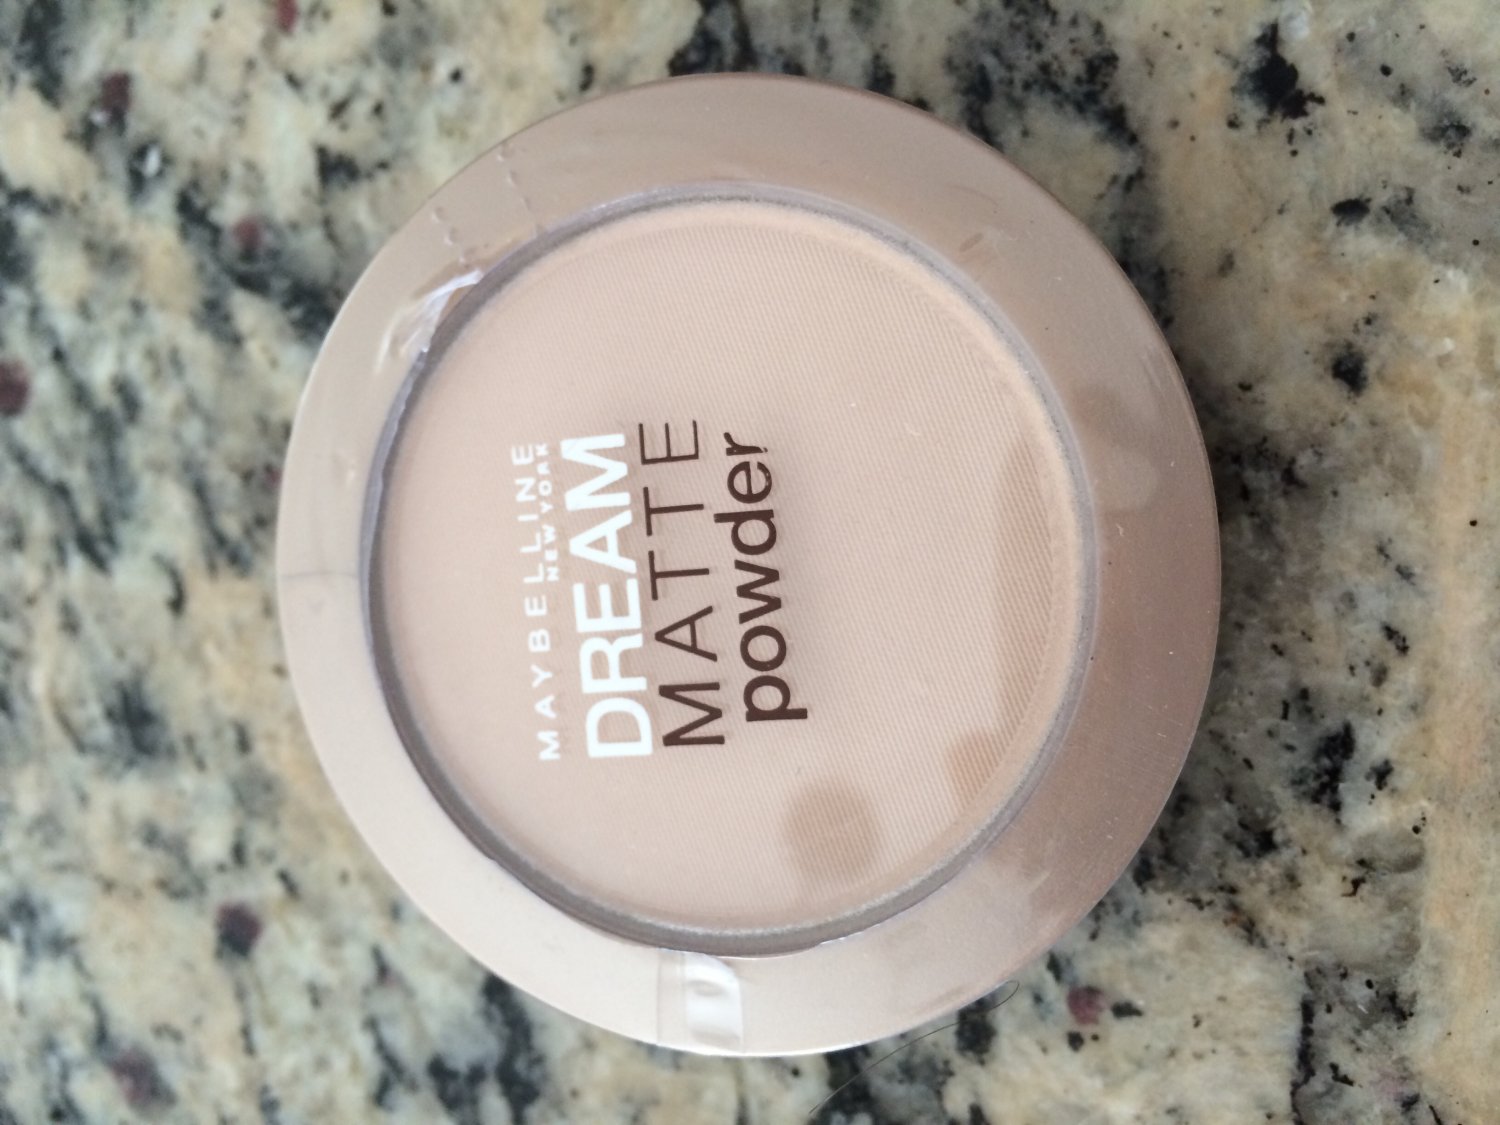 MAYBELLINE
NEW YORK
DREAM
MATTE
powder